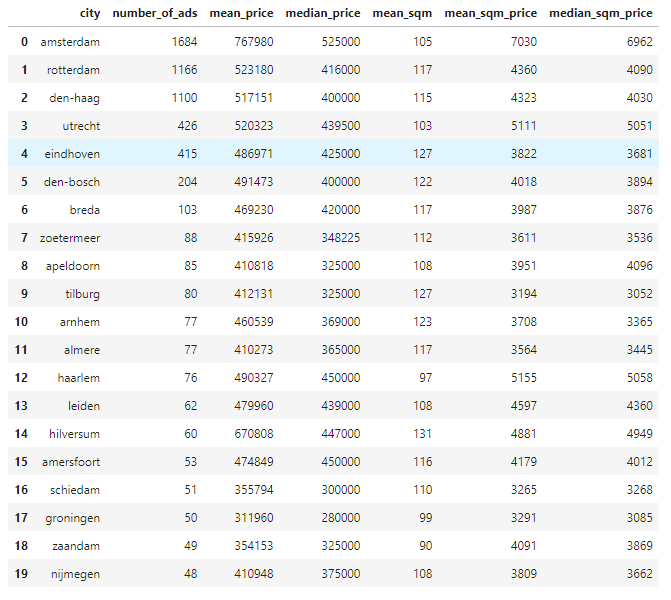 city number_of_ads mean_price median_price mean_sqm mean_sqm_price median_sqm_price
0 amsterdam 1684 767980 525000 105 7030 6962
1 rotterdam 1166 523180 416000 117 4360 4090
2 den-haag 1100 517151 400000 115 4323 4030
3 utrecht 426 520323 439500 103 5111 5051
4 eindhoven 415 486971 425000 127 3822 3681
5 den-bosch 204 491473 400000 122 4018 3894
6 breda 103 469230 420000 117 3987 3876
7 zoetermeer 88 415926 348225 112 3611 3536
8 apeldoorn 85 410818 325000 108 3951 4096
9 tilburg 80 412131 325000 127 3194 3052
10 arnhem 77 460539 369000 123 3708 3365
11 almere 77 410273 365000 117 3564 3445
12 haarlem 76 490327 450000 97 5155 5058
13 leiden 62 479960 439000 108 4597 4360
14 hilversum 60 670808 447000 131 4881 4949
15 amersfoort 53 474849 450000 116 4179 4012
16 schiedam 51 355794 300000 110 3265 3268
17 groningen 50 311960 280000 99 3291 3085
18 zaandam 49 354153 325000 90 4091 3869
19 nijmegen 48 410948 375000 108 3809 3662